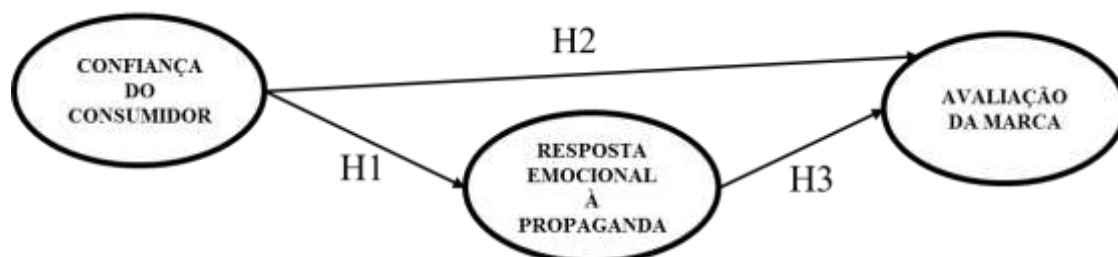 H2
CONFIANÇA
DO
CONSUMIDOR
AVALIAÇÃO
DA MARCA
H1
RESPOSTA
EMOCIONAL
À
PROPAGANDA
H3